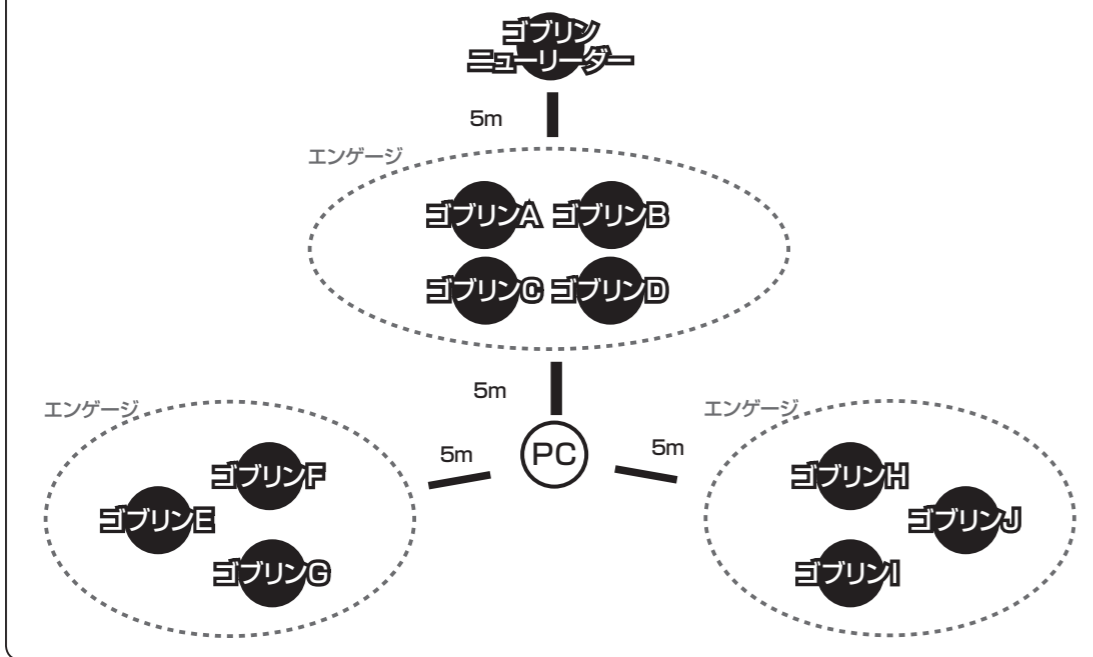 ゴブリン
ニューリーダー
5m
エンゲージ
ゴブリンA ゴブリンB
ゴブリンC ゴブリンD
5m
エンゲージ
エンゲージ
5m
PC
5m
ゴブリンF
ゴブリンE
ゴブリンG
ゴブリンH
ゴブリンJ
ゴブリンI